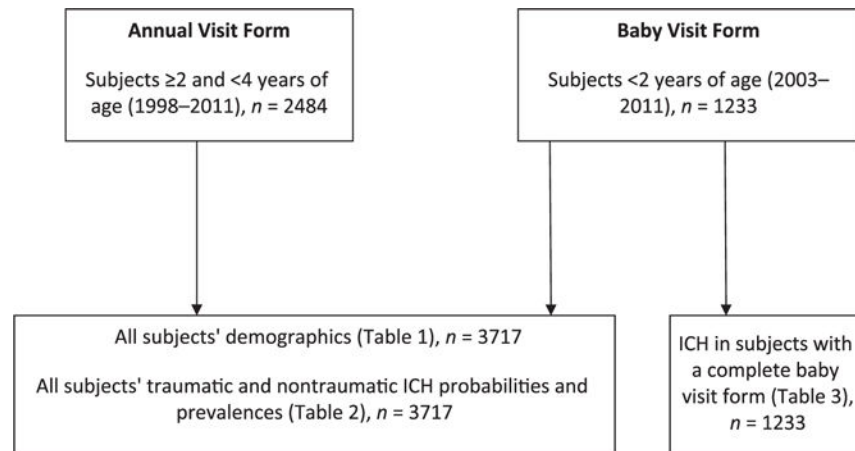 Annual Visit Form
Subjects ≥2 and <4 years of
age (1998–2011), n = 2484
Baby Visit Form
Subjects <2 years of age (2003–
2011), n = 1233
All subjects' demographics (Table 1), n = 3717
All subjects' traumatic and nontraumatic ICH probabilities and
prevalences (Table 2), n = 3717
ICH in subjects with
a complete baby
visit form (Table 3),
n = 1233